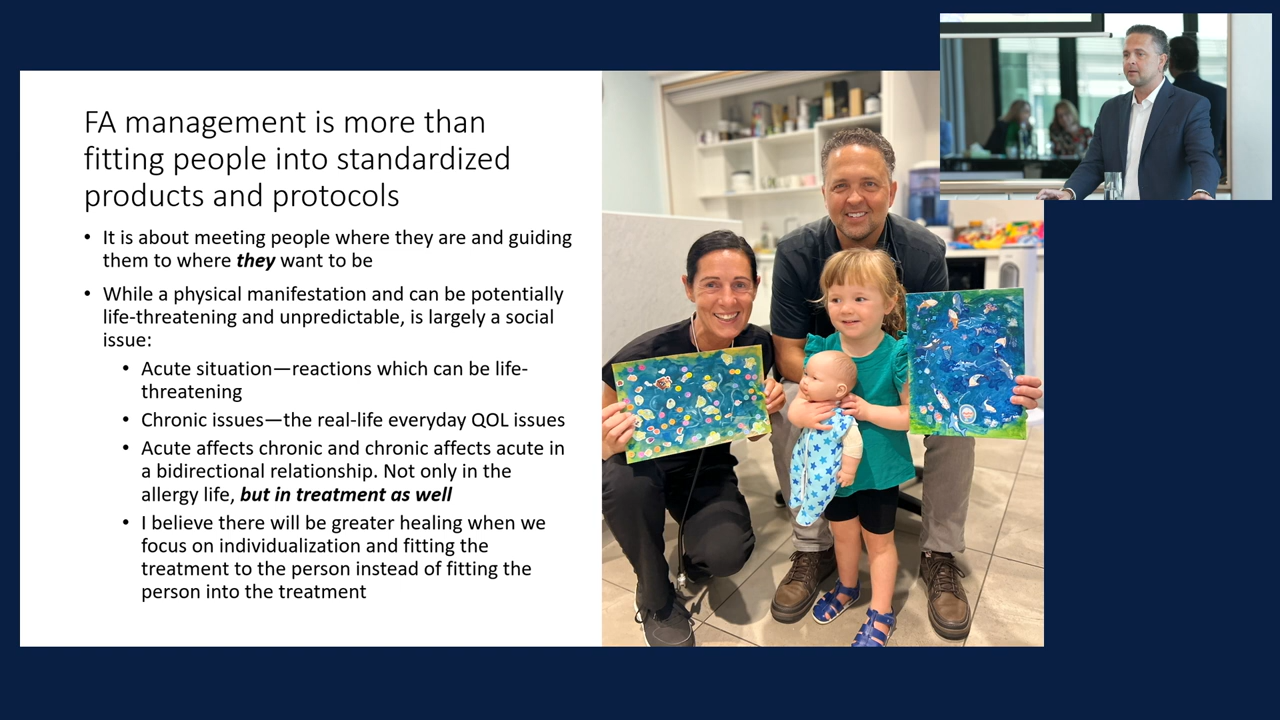 FA management is more than
fitting people into standardized
products and protocols
• It is about meeting people where they are and guiding
them to where they want to be
• While a physical manifestation and can be potentially
life-threatening and unpredictable, is largely a social
issue:
• Acute situation—reactions which can be life-
threatening
• Chronic issues—the real-life everyday QOL issues
• Acute affects chronic and chronic affects acute in
a bidirectional relationship. Not only in the
allergy life, but in treatment as well
• I believe there will be greater healing when we
focus on individualization and fitting the
treatment to the person instead of fitting the
person into the treatment